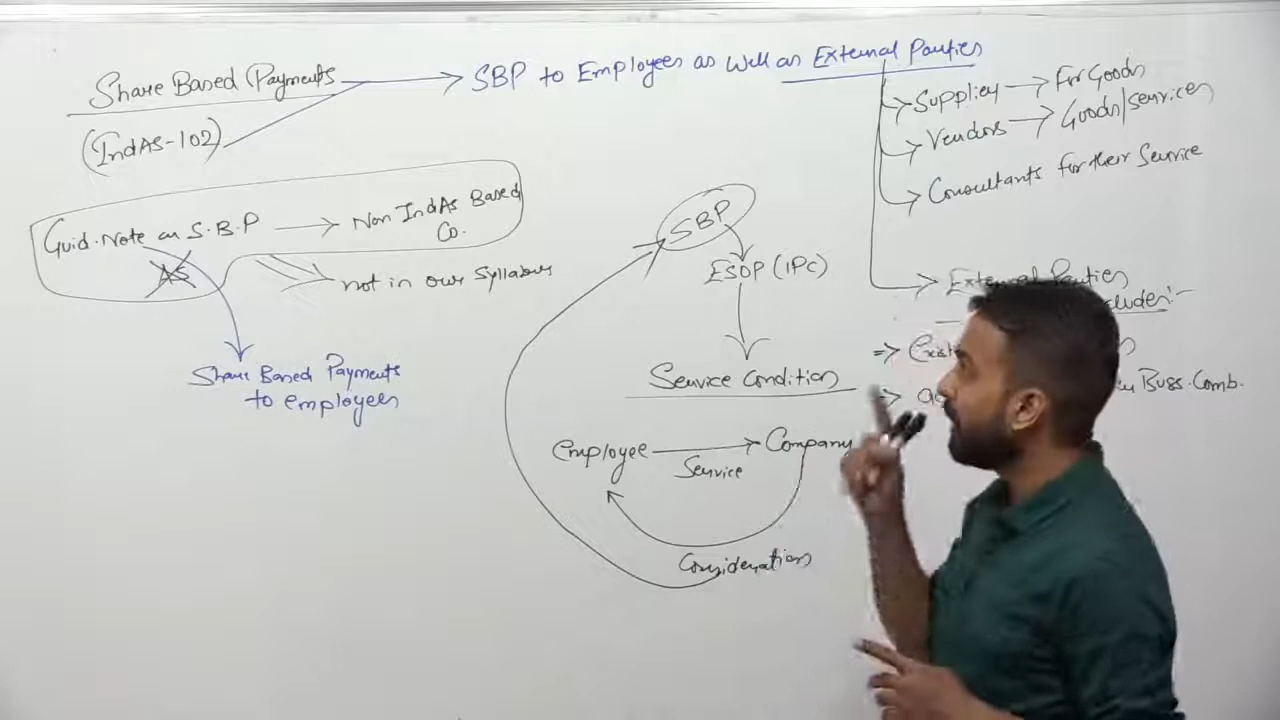 Share Based Payments
(IndAS-102)
SBP to Employees as well as External Parties
Supplier → For Goods
Vendors → Goods/services
Consultants for their Service
External Parties
Guid. Note on S.B.P → Non IndAs Based Co.
AS
not in our Syllabus
Share Based Payments
to employees
SBP
ESOP (IPC)
Service Condition
Employee → Company
Service
Consideration
Buss. Comb.